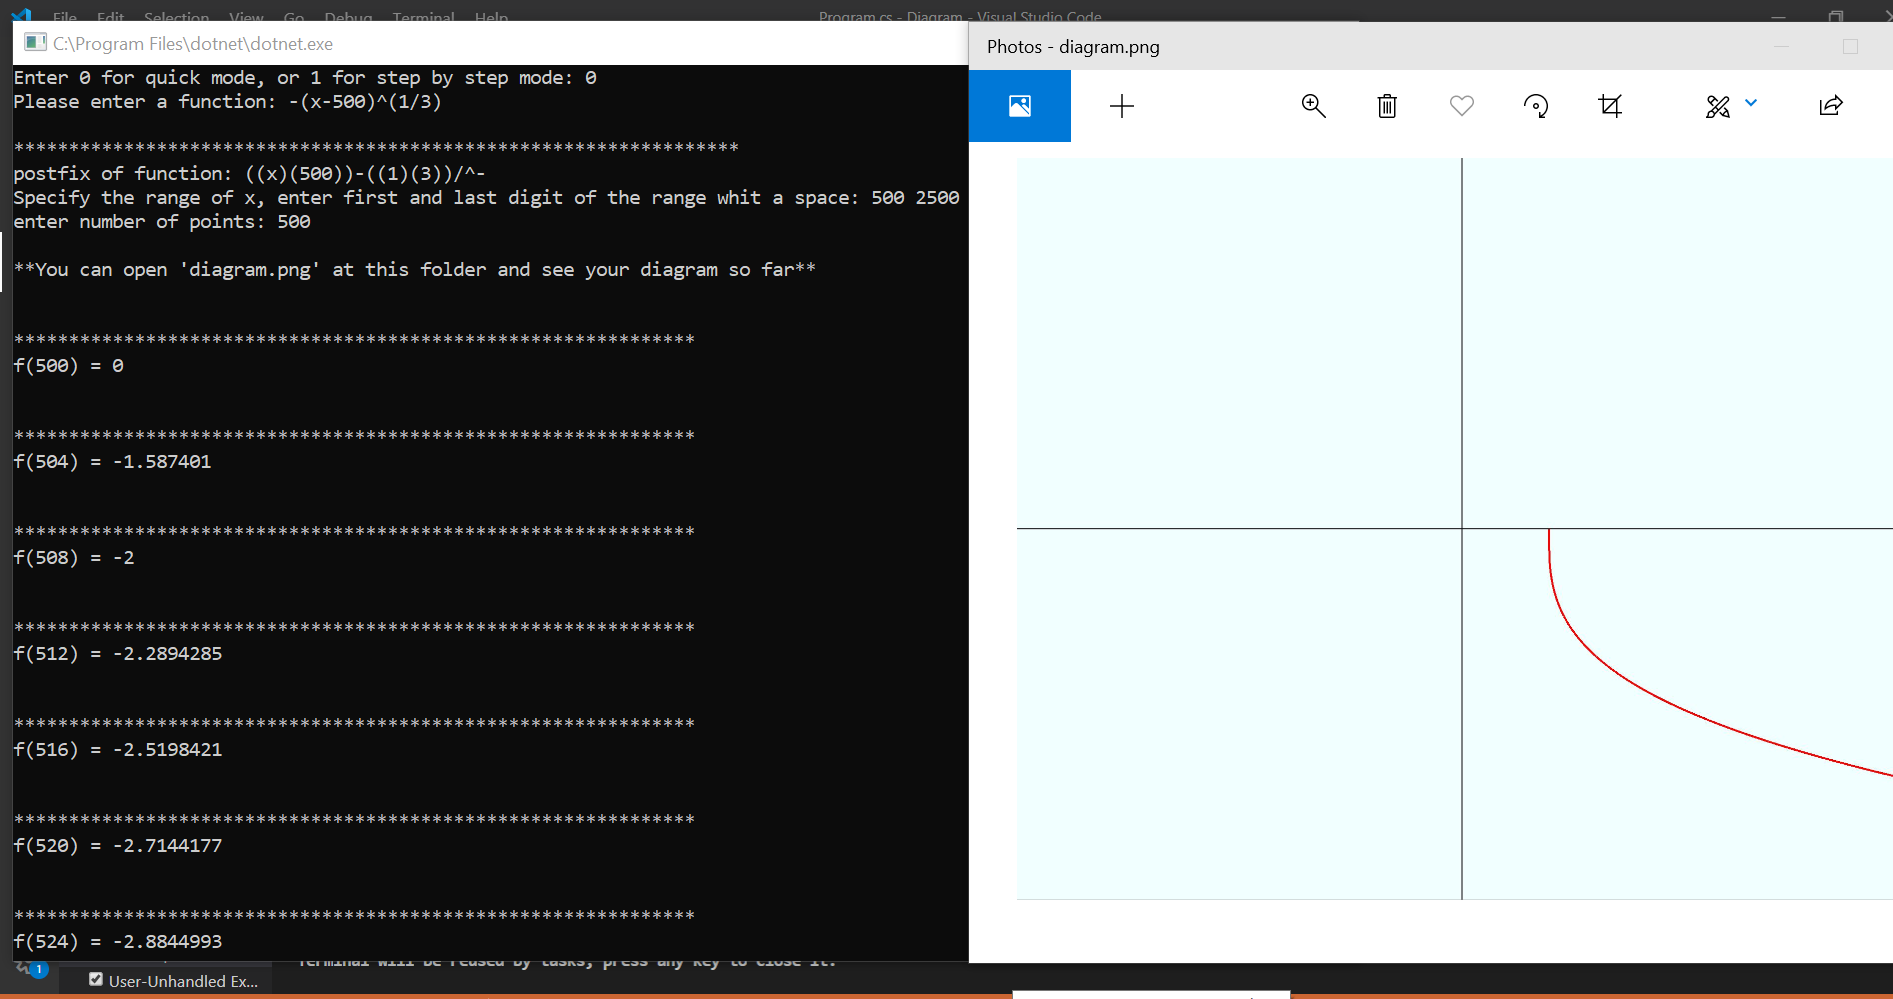 File Edit Selection View Go Debug Terminal Help
Program.cs - Diagram - Visual Studio Code
C:\Program Files\dotnet\dotnet.exe
Enter 0 for quick mode, or 1 for step by step mode: 0
Please enter a function: -(x-500)^(1/3)
******************************************************************
postfix of function: ((x)(500))-((1)(3))/^-
Specify the range of x, enter first and last digit of the range whit a space: 500 2500
enter number of points: 500
**You can open 'diagram.png' at this folder and see your diagram so far**
**************************************************************
f(500) = 0
**************************************************************
f(504) = -1.587401
**************************************************************
f(508) = -2
**************************************************************
f(512) = -2.2894285
**************************************************************
f(516) = -2.5198421
**************************************************************
f(520) = -2.7144177
**************************************************************
f(524) = -2.8844993
Photos - diagram.png
Terminal will be reused by tasks, press any key to close it.
1
User-Unhandled Ex...